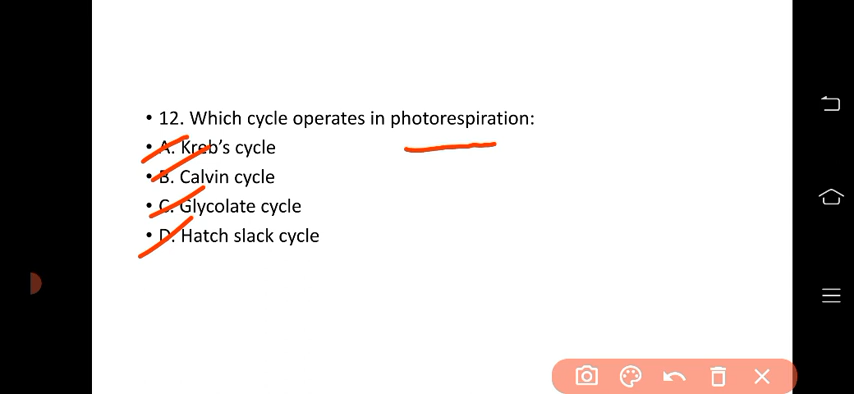 • 12. Which cycle operates in photorespiration:
• A. Kreb's cycle
• B. Calvin cycle
• C. Glycolate cycle
• D. Hatch slack cycle